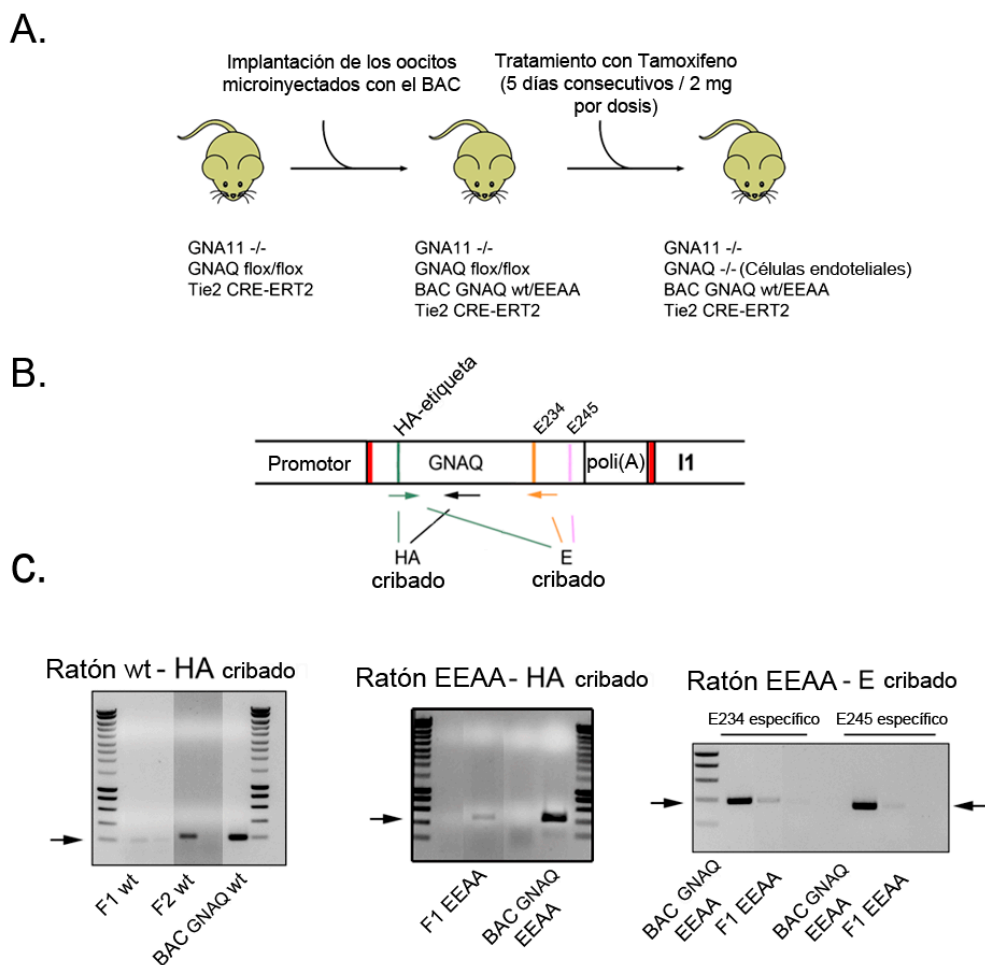 A.
Implantación de los oocitos
microinyectados con el BAC
Tratamiento con Tamoxifeno
(5 días consecutivos / 2 mg
por dosis)
GNA11 -/-
GNAQ flox/flox
Tie2 CRE-ERT2
GNA11 -/-
GNAQ flox/flox
BAC GNAQ wt/EEAA
Tie2 CRE-ERT2
GNA11 -/-
GNAQ -/- (Células endoteliales)
BAC GNAQ wt/EEAA
Tie2 CRE-ERT2
B.
HA-etiqueta
E234
E245
Promotor
GNAQ
poli(A)
I1
HA
cribado
E
cribado
C.
Ratón wt - HA cribado
F1 wt
F2 wt
BAC GNAQ wt
Ratón EEAA - HA cribado
F1 EEAA
BAC GNAQ
EEAA
Ratón EEAA - E cribado
E234 específico
E245 específico
BAC GNAQ
EEAA
F1 EEAA
BAC GNAQ
EEAA
F1 EEAA